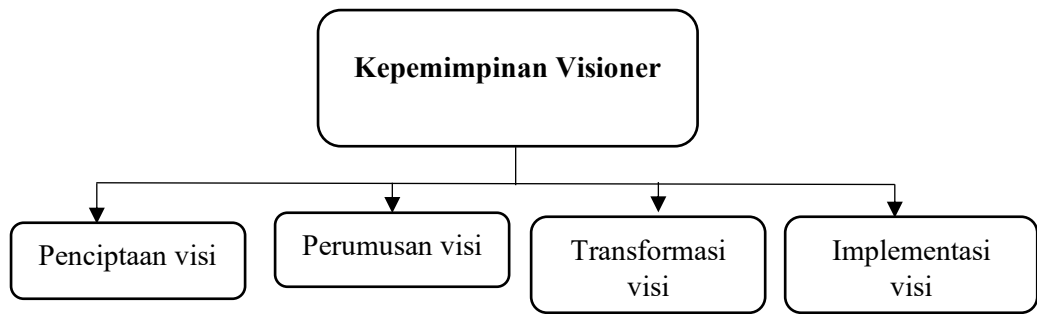 Kepemimpinan Visioner
Penciptaan visi
Perumusan visi
Transformasi
visi
Implementasi
visi